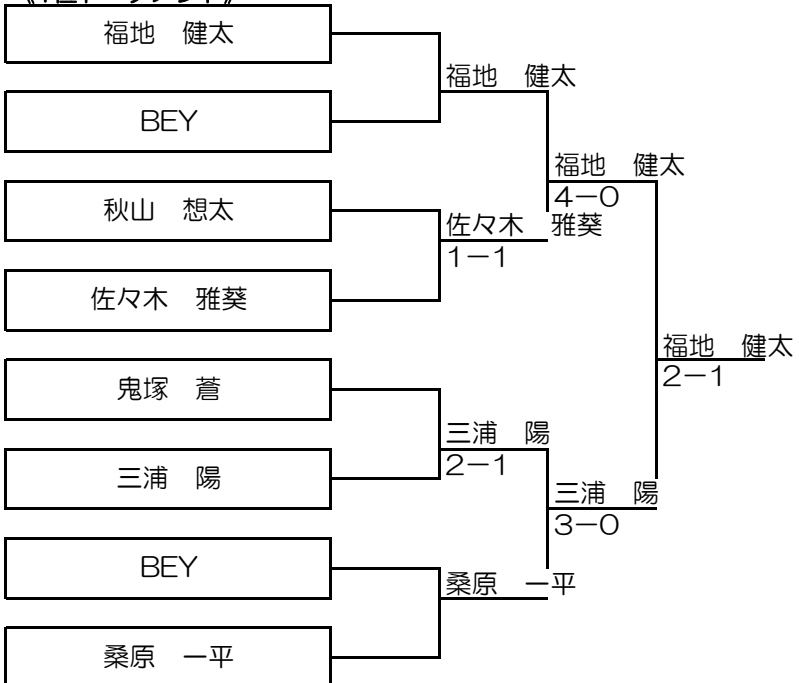 福地　健太
BEY
秋山　想太
佐々木　雅葵
鬼塚　蒼
三浦　陽
BEY
桑原　一平
福地　健太
佐々木　雅葵
1－1
三浦　陽
2－1
桑原　一平
福地　健太
4－0
三浦　陽
3－0
福地　健太
2－1